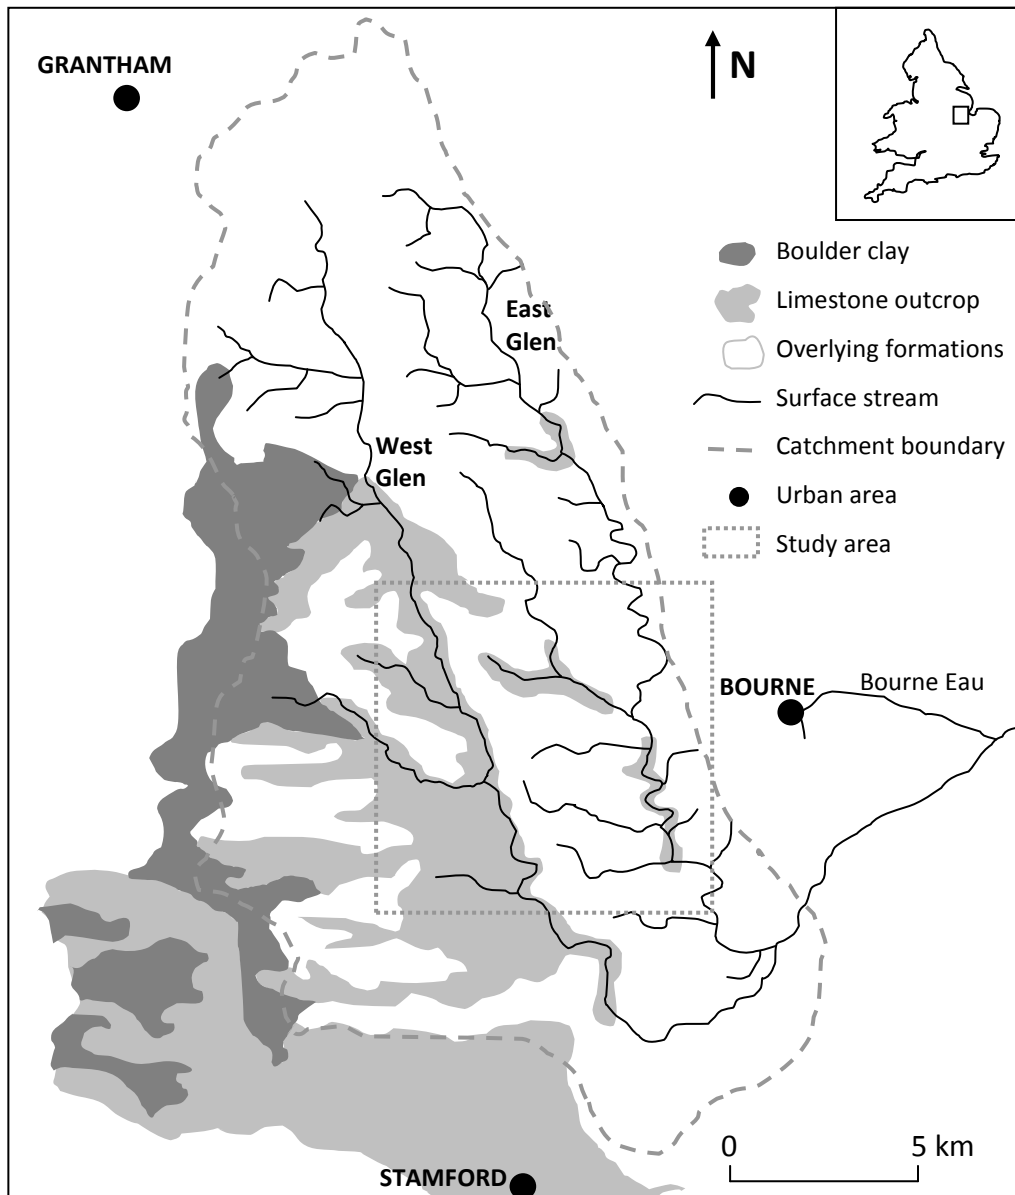 GRANTHAM
N
Boulder clay
Limestone outcrop
Overlying formations
Surface stream
Catchment boundary
Urban area
Study area
East
Glen
West
Glen
BOURNE
Bourne Eau
0
5 km
STAMFORD